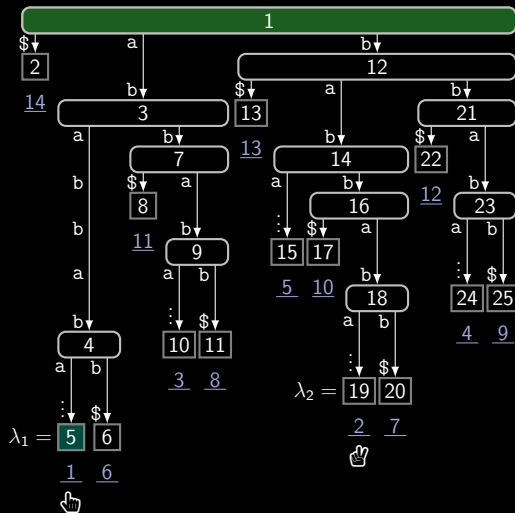 1
$ a b
2 12
b $ a b
14
3 13 21
a b b $ b
13
7 14 22
b $ a a b
12
8 16 23
b b ⋮ $ a a b
11
9 15 17
a a b b ⋮ $
5 10
18 24 25
b ⋮ $ a b
4 9
4 10 11
a b ⋮ $
3 8
λ₂ = 19 20
⋮ $
2 7
λ₁ = 5 6
1 6